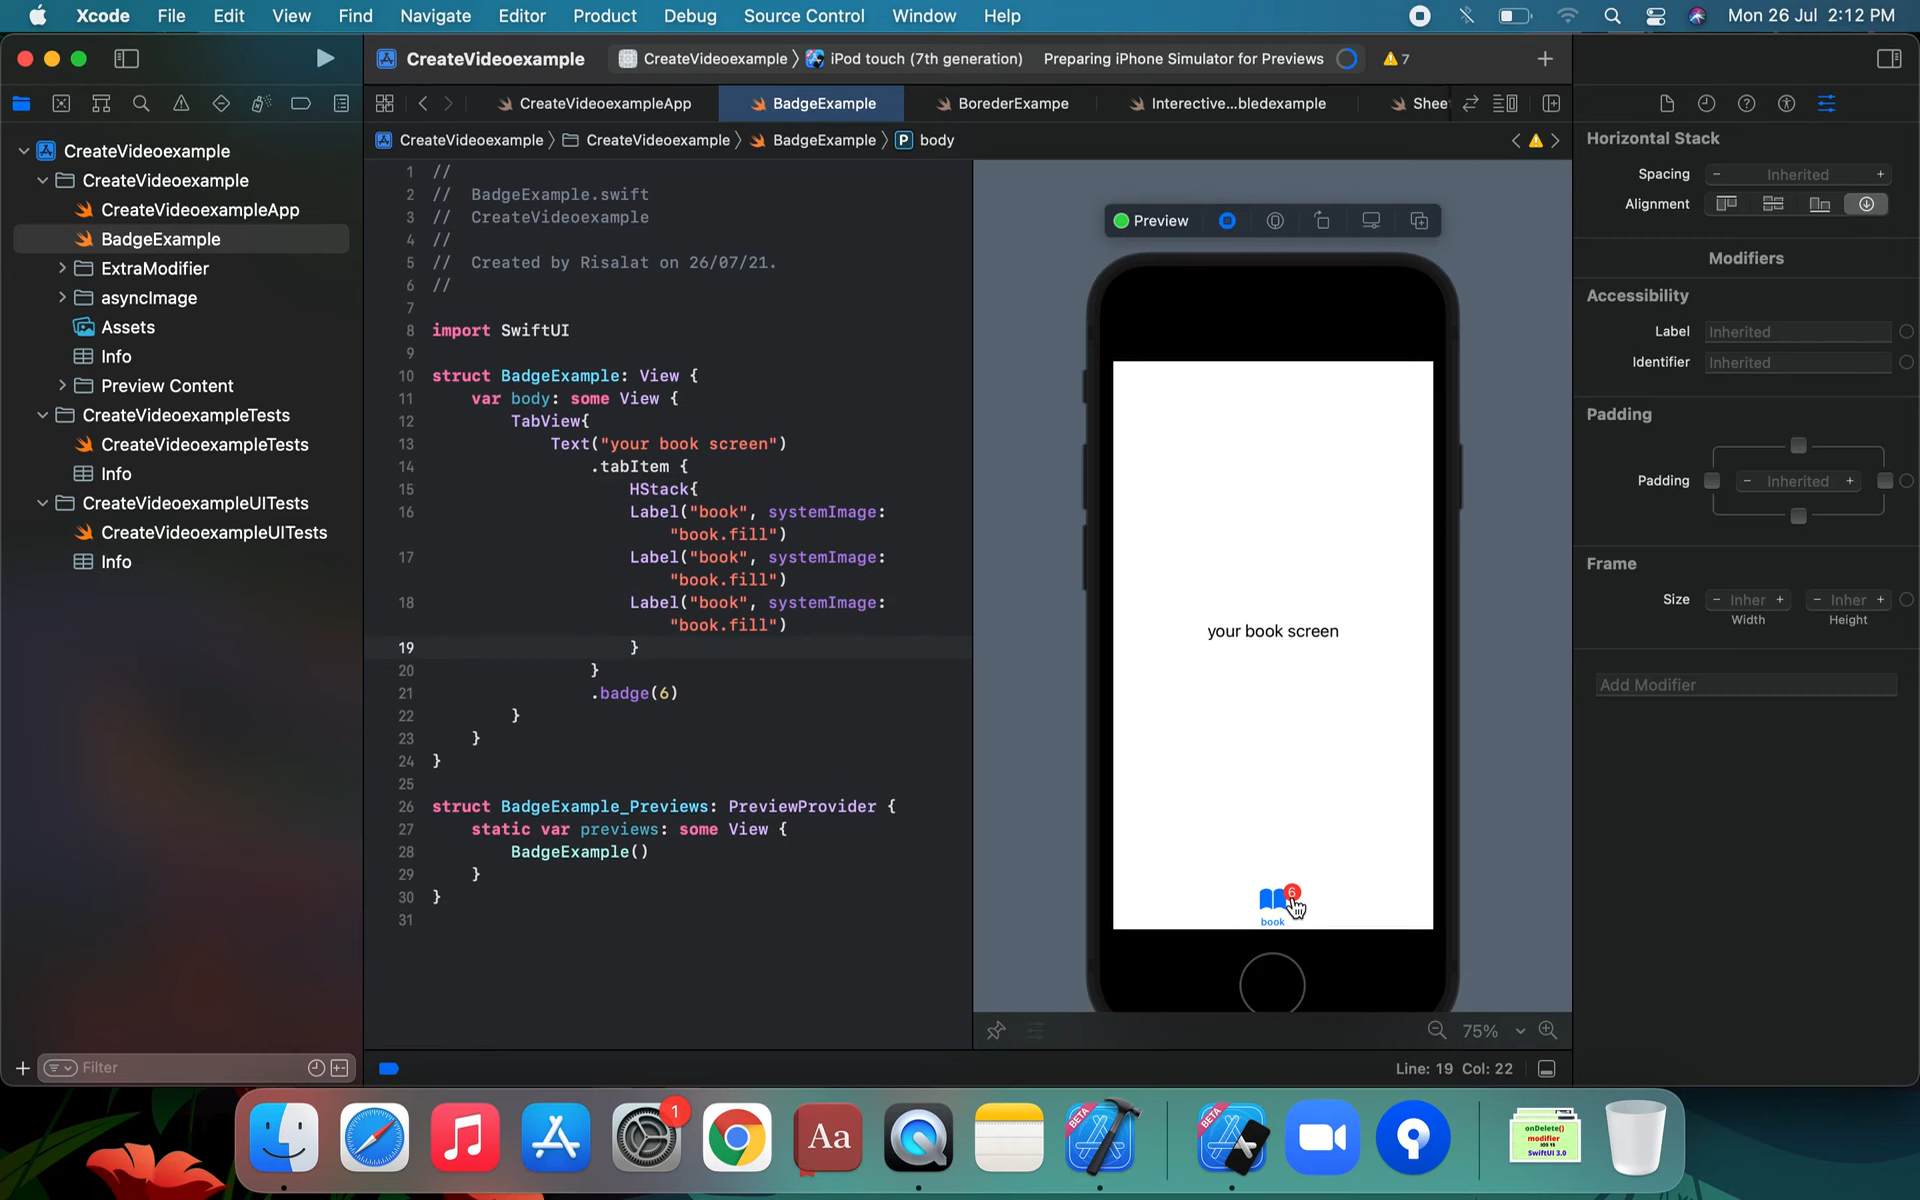 Xcode File Edit View Find Navigate Editor Product Debug Source Control Window Help Mon 26 Jul 2:12 PM
CreateVideoexample CreateVideoexample iPod touch (7th generation) Preparing iPhone Simulator for Previews 7
CreateVideoexampleApp BadgeExample BorederExampe Interective...bledexample Shee
CreateVideoexample CreateVideoexample BadgeExample P body
CreateVideoexample
CreateVideoexample
CreateVideoexampleApp
BadgeExample
ExtraModifier
asyncImage
Assets
Info
Preview Content
CreateVideoexampleTests
CreateVideoexampleTests
Info
CreateVideoexampleUITests
CreateVideoexampleUITests
Info
Filter
1 //
2 // BadgeExample.swift
3 // CreateVideoexample
4 //
5 // Created by Risalat on 26/07/21.
6 //
7
8 import SwiftUI
9
10 struct BadgeExample: View {
11 var body: some View {
12 TabView{
13 Text("your book screen")
14 .tabItem {
15 HStack{
16 Label("book", systemImage:
"book.fill")
17 Label("book", systemImage:
"book.fill")
18 Label("book", systemImage:
"book.fill")
19 }
20 }
21 .badge(6)
22 }
23 }
24 }
25
26 struct BadgeExample_Previews: PreviewProvider {
27 static var previews: some View {
28 BadgeExample()
29 }
30 }
31
Preview
your book screen
6
book
75%
Line: 19 Col: 22
Horizontal Stack
Spacing - Inherited +
Alignment
Modifiers
Accessibility
Label Inherited
Identifier Inherited
Padding
Padding - Inherited +
Frame
Size - Inher + - Inher +
Width Height
Add Modifier
1
Aa
BETA
BETA
onDelete()
modifier
iOS 15
SwiftUI 3.0